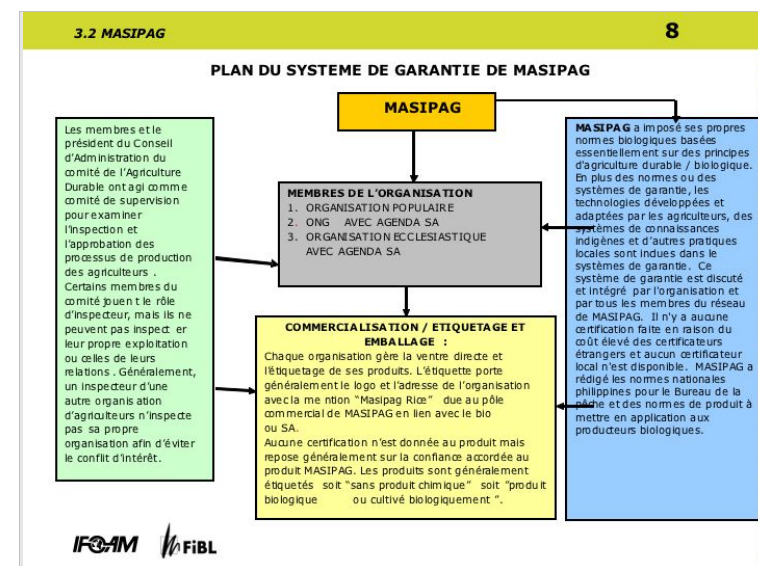 3.2 MASIPAG
8
PLAN DU SYSTEME DE GARANTIE DE MASIPAG
MASIPAG
Les membres et le
président du Conseil
d'Administration du
comité de l'Agriculture
Durable ont agi comme
comité de supervision
pour examiner
l'inspection et
l'approbation des
processus de production
des agriculteurs .
Certains membres du
comité jouen t le rôle
d'inspecteur, mais ils ne
peuvent pas inspect er
leur propre exploitation
ou celles de leurs
relations . Généralement,
un inspecteur d'une
autre organis ation
d'agriculteurs n'inspecte
pas sa propre
organisation afin d'éviter
le conflit d'intérêt.
MEMBRES DE L'ORGANISATION
1. ORGANISATION POPULAIRE
2. ONG AVEC AGENDA SA
3. ORGANISATION ECCLESIASTIQUE
AVEC AGENDA SA
COMMERCIALISATION / ETIQUETAGE ET
EMBALLAGE :
Chaque organisation gère la ventre directe et
l'étiquetage de ses produits. L'étiquette porte
généralement le logo et l'adresse de l'organisation
avec la me ntion "Masipag Rice" due au pôle
commercial de MASIPAG en lien avec le bio
ou SA.
Aucune certification n'est donnée au produit mais
repose généralement sur la confiance accordée au
produit MASIPAG. Les produits sont généralement
étiquetés soit "sans produit chimique" soit "produit
biologique ou cultivé biologiquement ".
MASIPAG a imposé ses propres
normes biologiques basées
essentiellement sur des principes
d'agriculture durable / biologique.
En plus des normes ou des
systèmes de garantie, les
technologies développées et
adaptées par les agriculteurs, des
systèmes de connaissances
indigènes et d'autres pratiques
locales sont indues dans le
systèmes de garantie. Ce
système de garantie est discuté
et intégré par l'organisation et
par tous les membres du réseau
de MASIPAG. Il n'y a aucune
certification faite en raison du
coût élevé des certificateurs
étrangers et aucun certificateur
local n'est disponible. MASIPAG a
rédigé les normes nationales
philippines pour le Bureau de la
pêche et des normes de produit à
mettre en application aux
producteurs biologiques.
IFOAM FiBL